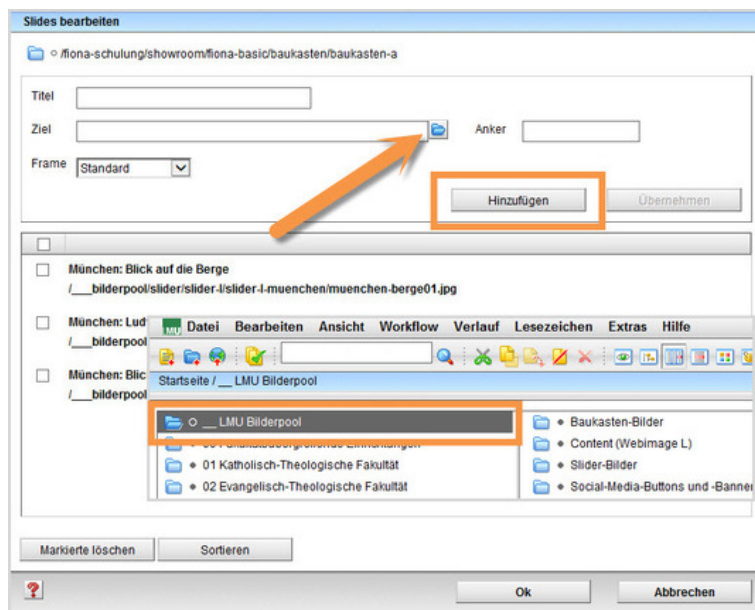 Slides bearbeiten
/fiona-schulung/showroom/fiona-basic/baukasten/baukasten-a
Titel
Ziel
Anker
Frame
Standard
Hinzufügen
Übernehmen
München: Blick auf die Berge
/___bilderpool/slider/slider-l/slider-l-muenchen/muenchen-berge01.jpg
München: Lud
/___bilderpool
München: Blic
/___bilderpool
LMU
Datei Bearbeiten Ansicht Workflow Verlauf Lesezeichen Extras Hilfe
Startseite / __ LMU Bilderpool
__ LMU Bilderpool
01 Katholisch-Theologische Fakultät
02 Evangelisch-Theologische Fakultät
Baukasten-Bilder
Content (Webimage L)
Slider-Bilder
Social-Media-Buttons und -Banner
Markierte löschen
Sortieren
?
Ok
Abbrechen